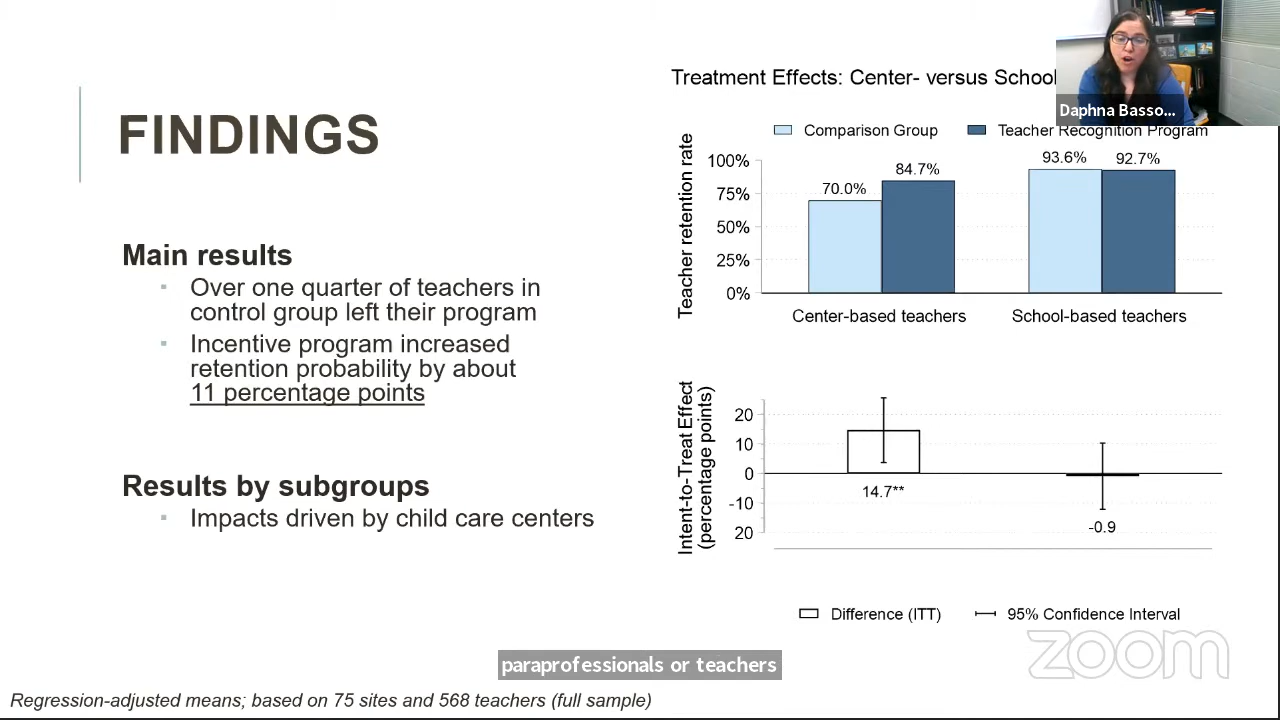 FINDINGS
Main results
Over one quarter of teachers in
control group left their program
Incentive program increased
retention probability by about
11 percentage points
Results by subgroups
Impacts driven by child care centers
Treatment Effects: Center- versus School
Daphna Basso...
Comparison Group
Teacher Recognition Program
Teacher retention rate
100%
75%
50%
25%
0%
70.0%
84.7%
93.6%
92.7%
Center-based teachers
School-based teachers
Intent-to-Treat Effect
(percentage points)
20
10
0
-10
20
14.7**
-0.9
Difference (ITT)
95% Confidence Interval
zoom
paraprofessionals or teachers
Regression-adjusted means; based on 75 sites and 568 teachers (full sample)